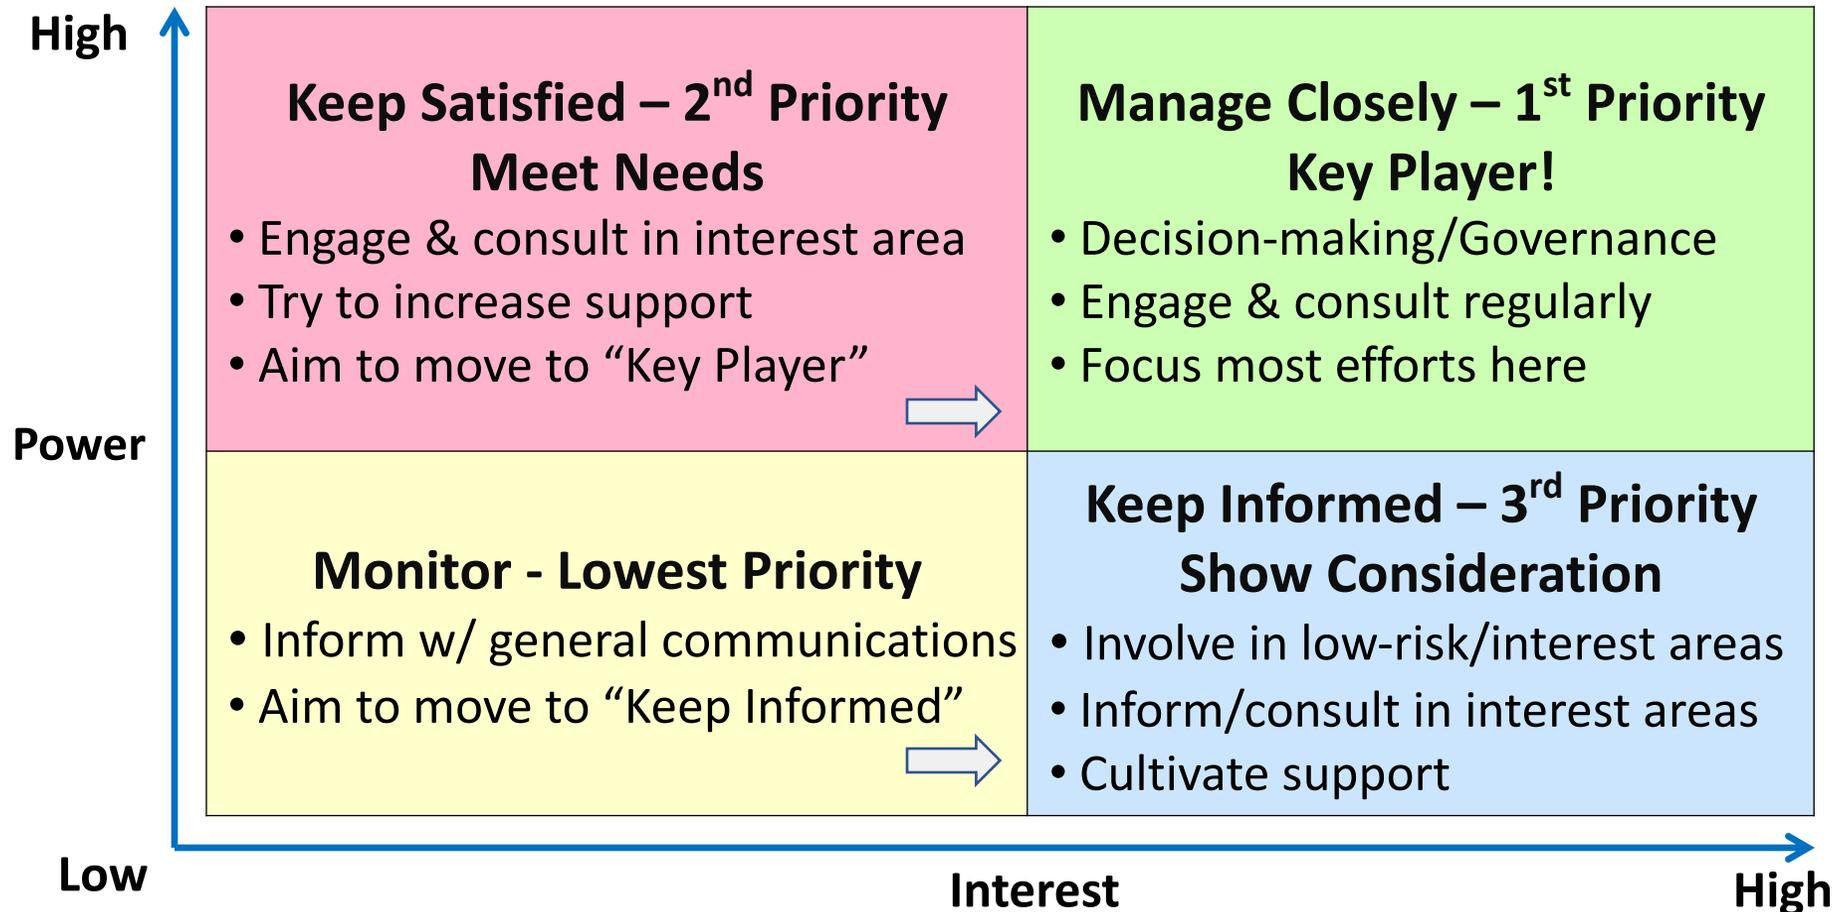 High
Keep Satisfied – 2nd Priority
Meet Needs
• Engage & consult in interest area
• Try to increase support
• Aim to move to “Key Player”
Manage Closely – 1st Priority
Key Player!
• Decision-making/Governance
• Engage & consult regularly
• Focus most efforts here
Power
Monitor - Lowest Priority
• Inform w/ general communications
• Aim to move to “Keep Informed”
Keep Informed – 3rd Priority
Show Consideration
• Involve in low-risk/interest areas
• Inform/consult in interest areas
• Cultivate support
Low
Interest
High